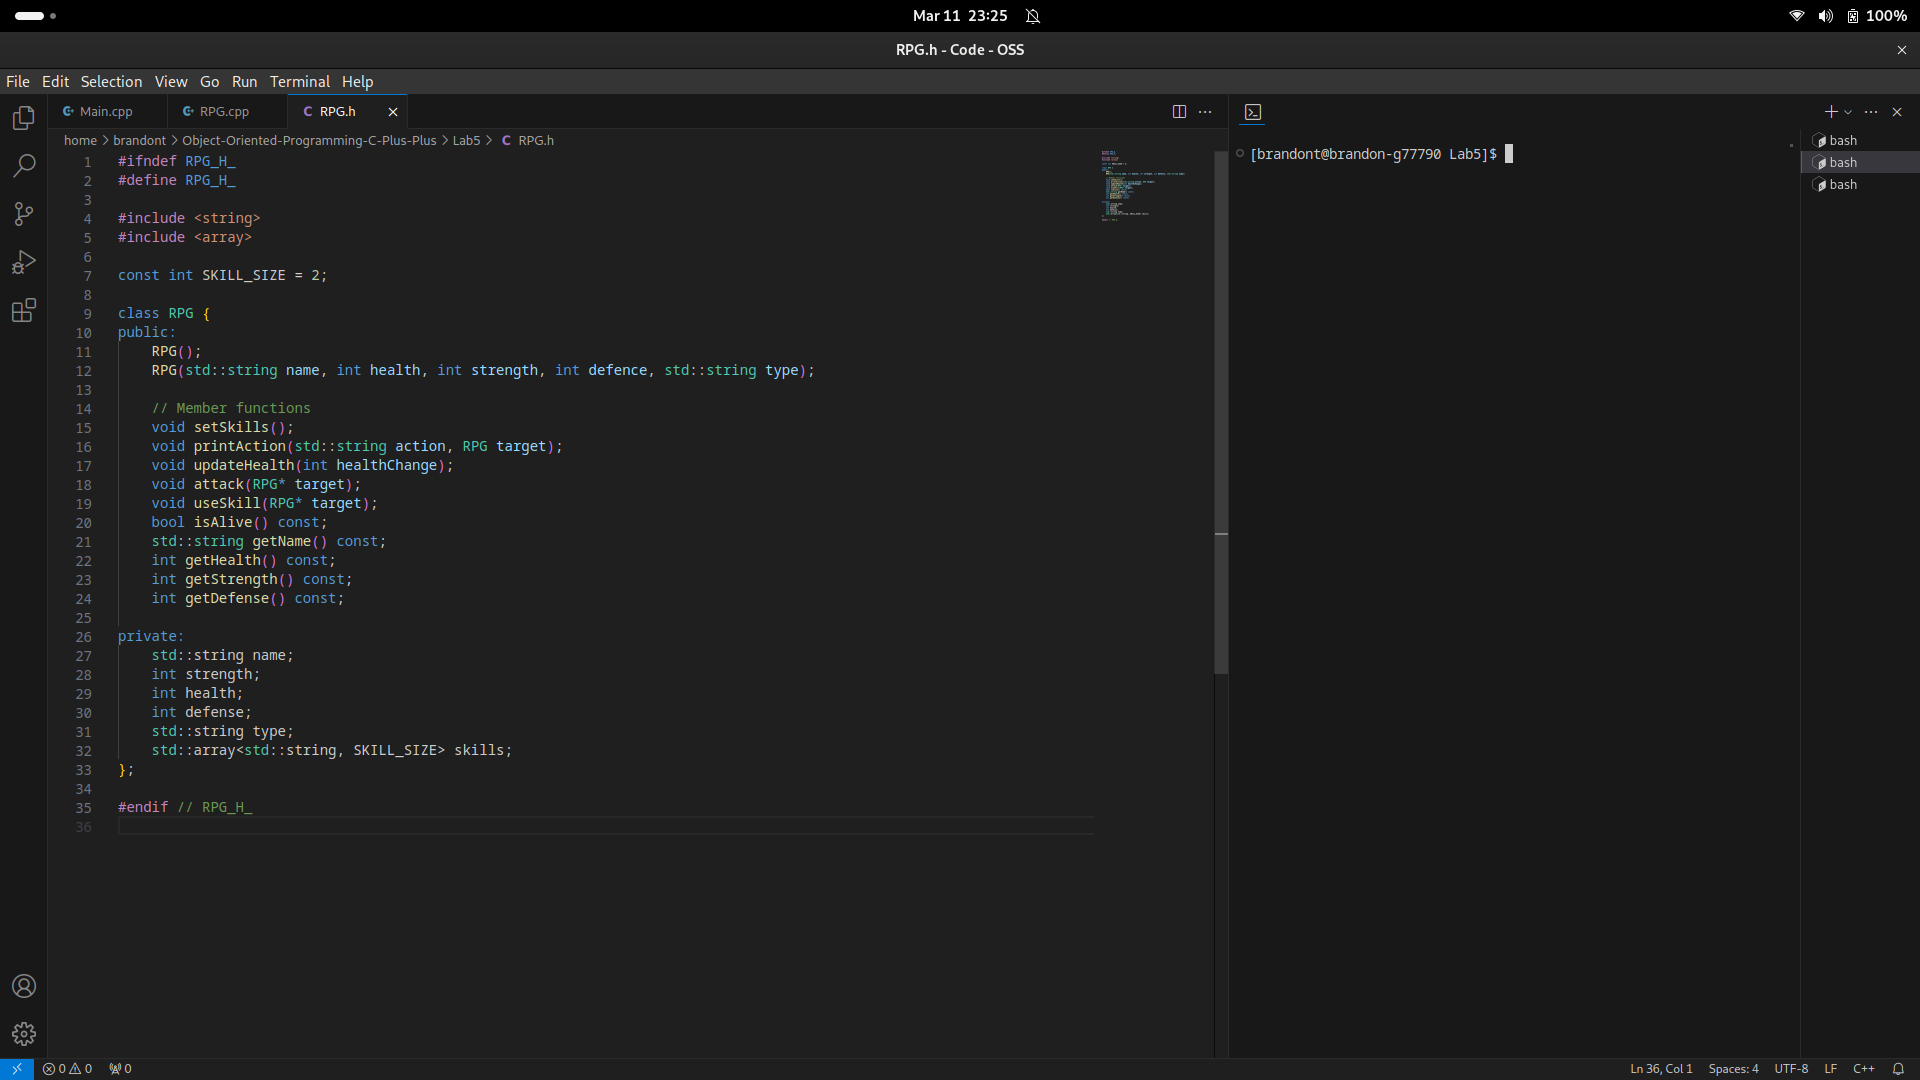 Mar 11 23:25
100%
RPG.h - Code - OSS
File Edit Selection View Go Run Terminal Help
Main.cpp RPG.cpp C RPG.h
home > brandont > Object-Oriented-Programming-C-Plus-Plus > Lab5 > C RPG.h
1 #ifndef RPG_H_
2 #define RPG_H_
3
4 #include <string>
5 #include <array>
6
7 const int SKILL_SIZE = 2;
8
9 class RPG {
10 public:
11     RPG();
12     RPG(std::string name, int health, int strength, int defence, std::string type);
13
14     // Member functions
15     void setSkills();
16     void printAction(std::string action, RPG target);
17     void updateHealth(int healthChange);
18     void attack(RPG* target);
19     void useSkill(RPG* target);
20     bool isAlive() const;
21     std::string getName() const;
22     int getHealth() const;
23     int getStrength() const;
24     int getDefense() const;
25
26 private:
27     std::string name;
28     int strength;
29     int health;
30     int defense;
31     std::string type;
32     std::array<std::string, SKILL_SIZE> skills;
33 };
34
35 #endif // RPG_H_
36
[brandont@brandon-g77790 Lab5]$
bash
bash
bash
0 0 0
Ln 36, Col 1 Spaces: 4 UTF-8 LF C++